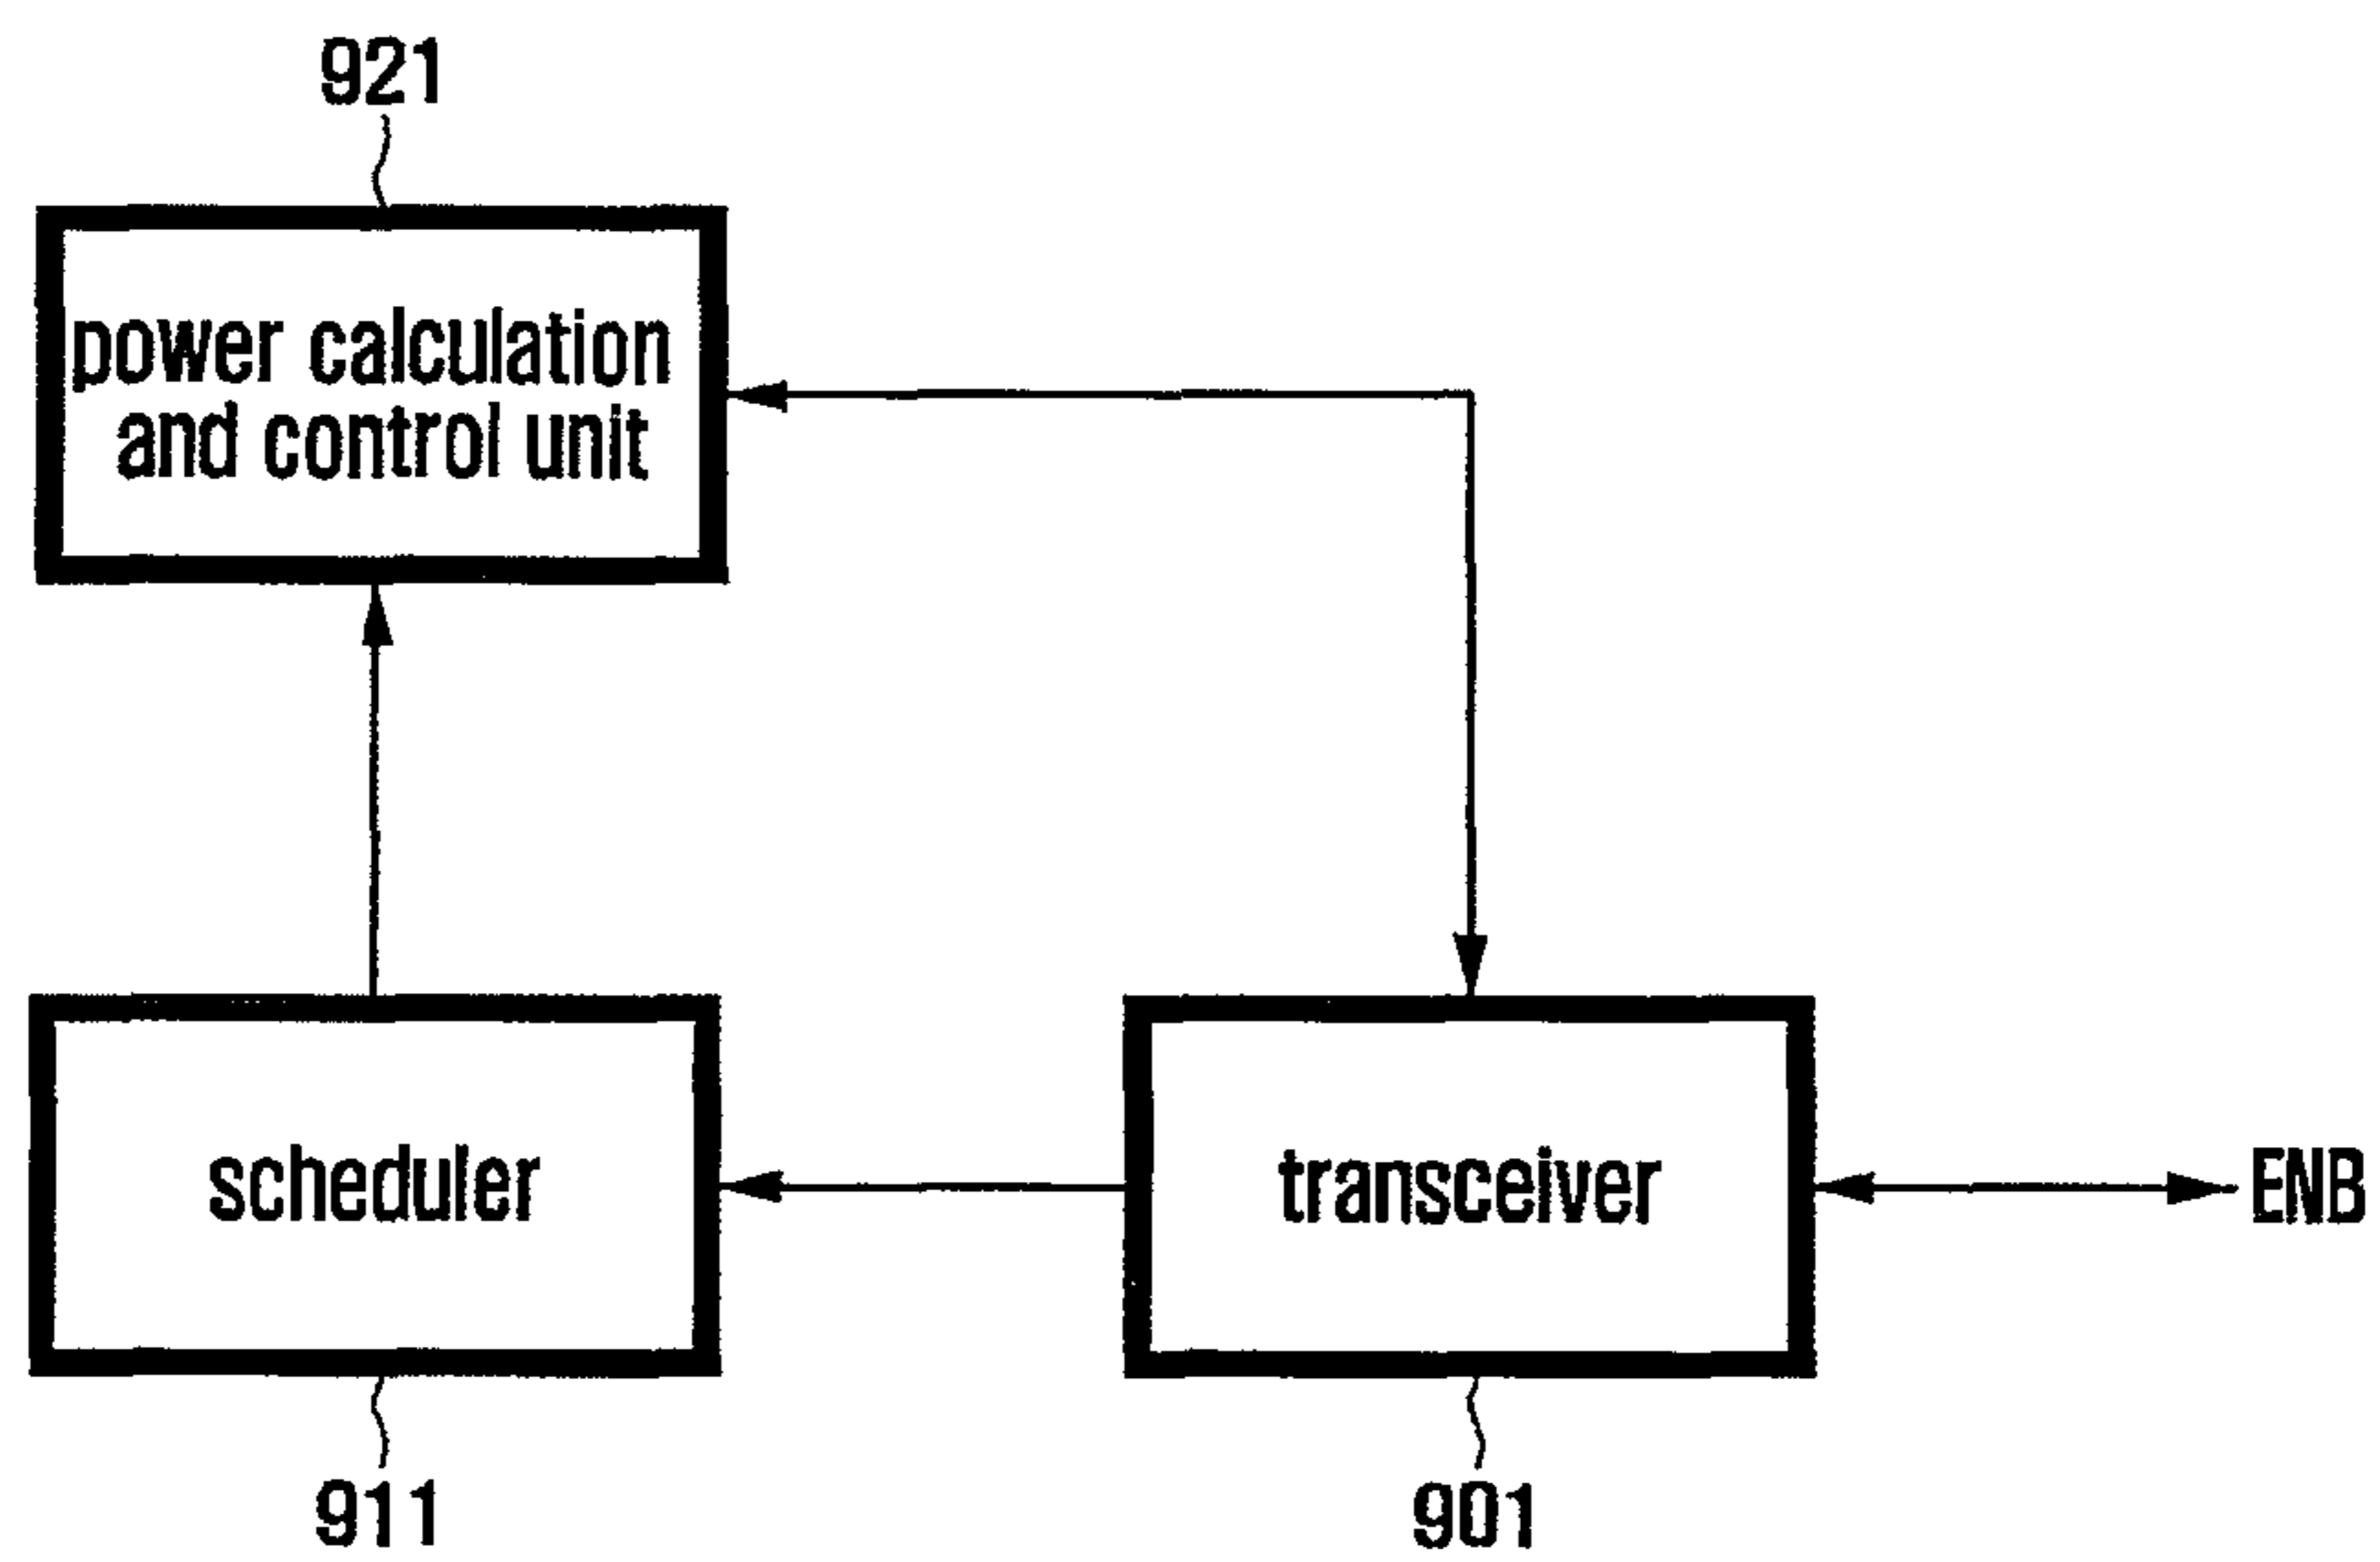 921
power calculation
and control unit
scheduler
transceiver
ENB
911
901